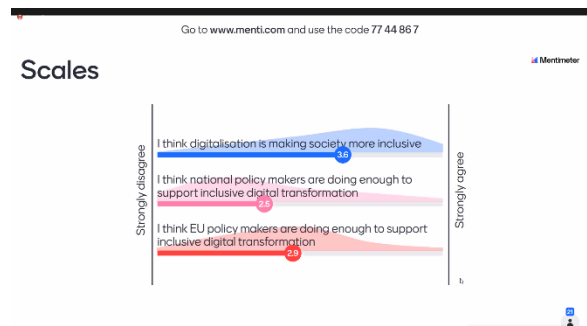 Go to www.menti.com and use the code 77 44 86 7
Mentimeter
Scales
Strongly disagree
I think digitalisation is making society more inclusive
3.6
I think national policy makers are doing enough to
support inclusive digital transformation
2.5
I think EU policy makers are doing enough to support
inclusive digital transformation
2.9
Strongly agree
21